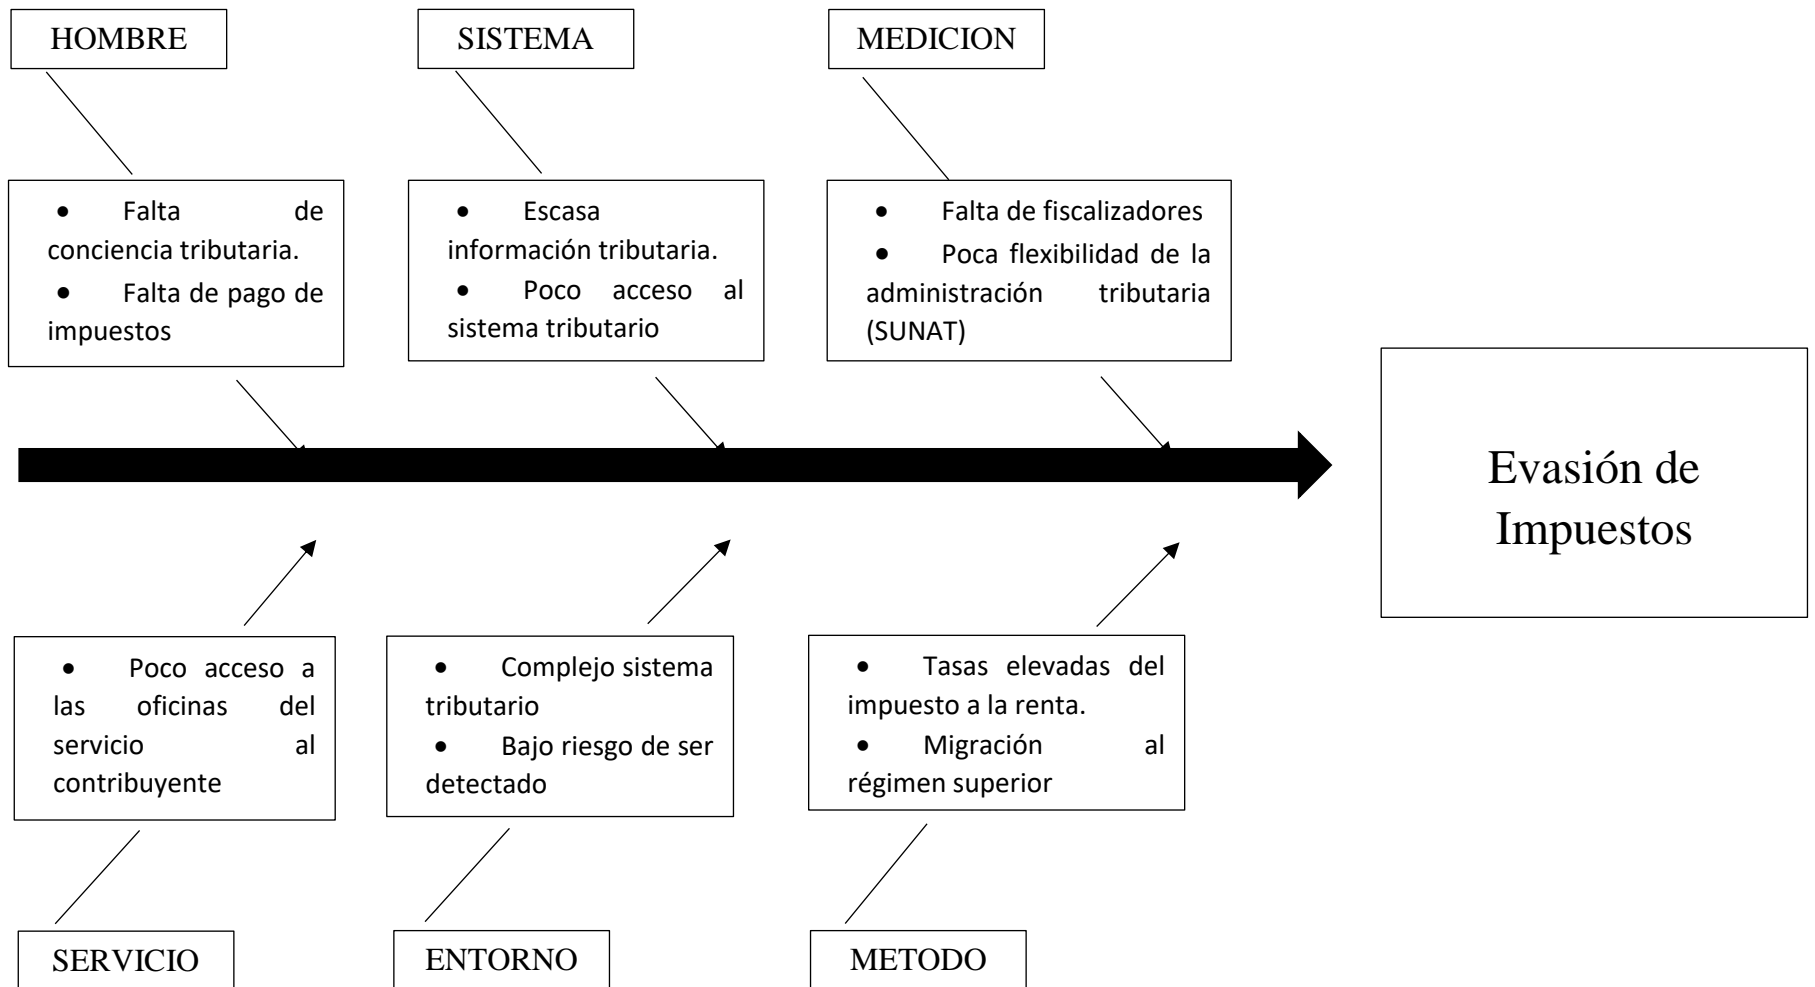 HOMBRE
SISTEMA
MEDICION
• Falta de
conciencia tributaria.
• Falta de pago de
impuestos
• Escasa
información tributaria.
• Poco acceso al
sistema tributario
• Falta de fiscalizadores
• Poca flexibilidad de la
administración tributaria
(SUNAT)
Evasión de
Impuestos
• Poco acceso a
las oficinas del
servicio al
contribuyente
• Complejo sistema
tributario
• Bajo riesgo de ser
detectado
• Tasas elevadas del
impuesto a la renta.
• Migración al
régimen superior
SERVICIO
ENTORNO
METODO